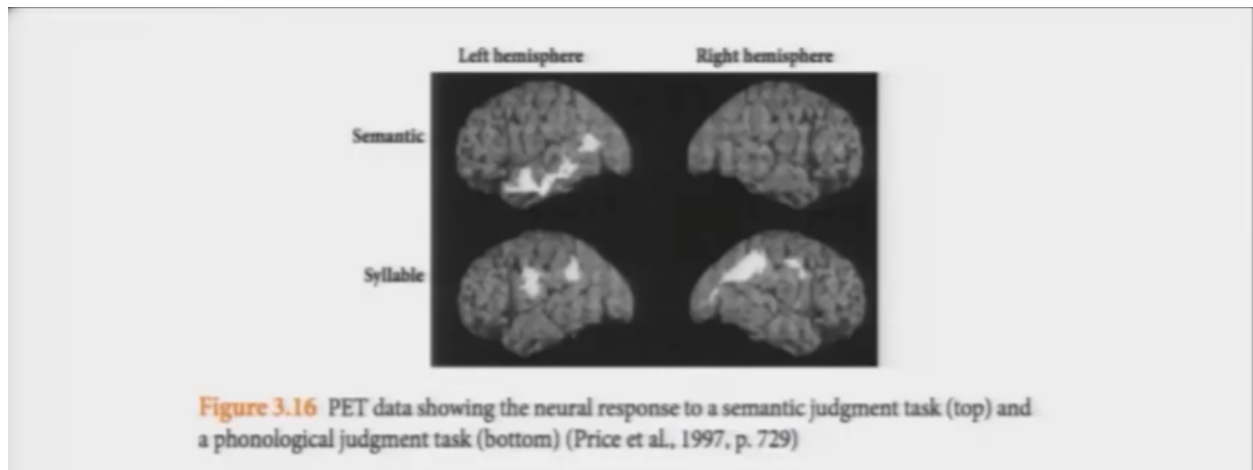 Left hemisphere Right hemisphere
Semantic
Syllable
Figure 3.16 PET data showing the neural response to a semantic judgment task (top) and
a phonological judgment task (bottom) (Price et al., 1997, p. 729)